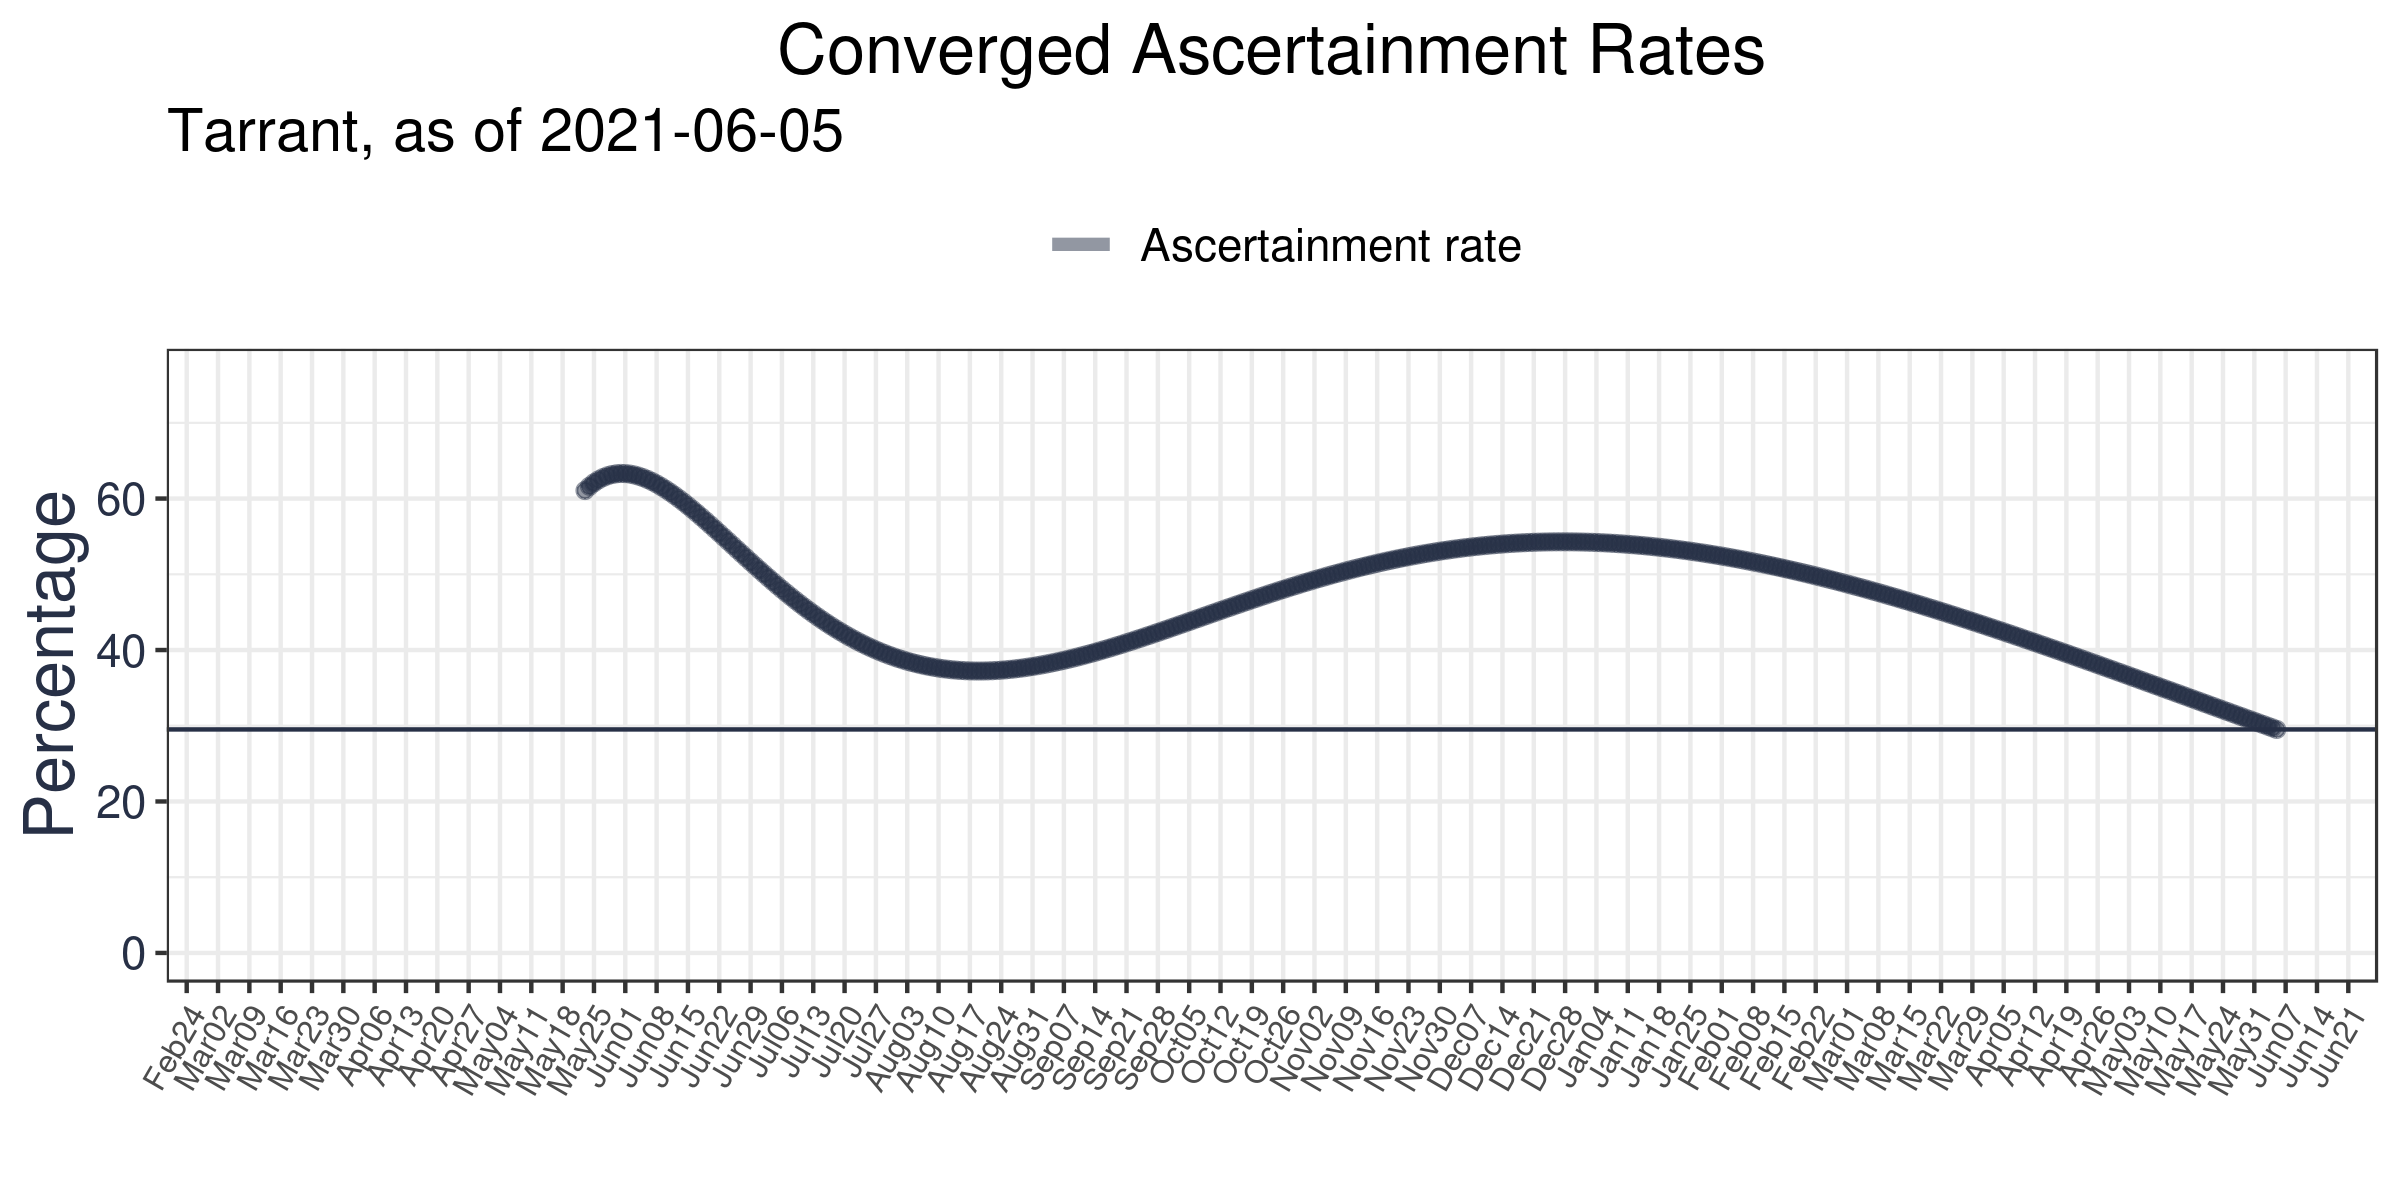 Converged Ascertainment Rates
Tarrant, as of 2021-06-05
Ascertainment rate
Percentage
60
40
20
0
Feb24 Mar02 Mar09 Mar16 Mar23 Mar30 Apr06 Apr13 Apr20 Apr27 May04 May11 May18 May25 Jun01 Jun08 Jun15 Jun22 Jun29 Jul06 Jul13 Jul20 Jul27 Aug03 Aug10 Aug17 Aug24 Aug31 Sep07 Sep14 Sep21 Sep28 Oct05 Oct12 Oct19 Oct26 Nov02 Nov09 Nov16 Nov23 Nov30 Dec07 Dec14 Dec21 Dec28 Jan04 Jan11 Jan18 Jan25 Feb01 Feb08 Feb15 Feb22 Mar01 Mar08 Mar15 Mar22 Mar29 Apr05 Apr12 Apr19 Apr26 May03 May10 May17 May24 May31 Jun07 Jun14 Jun21